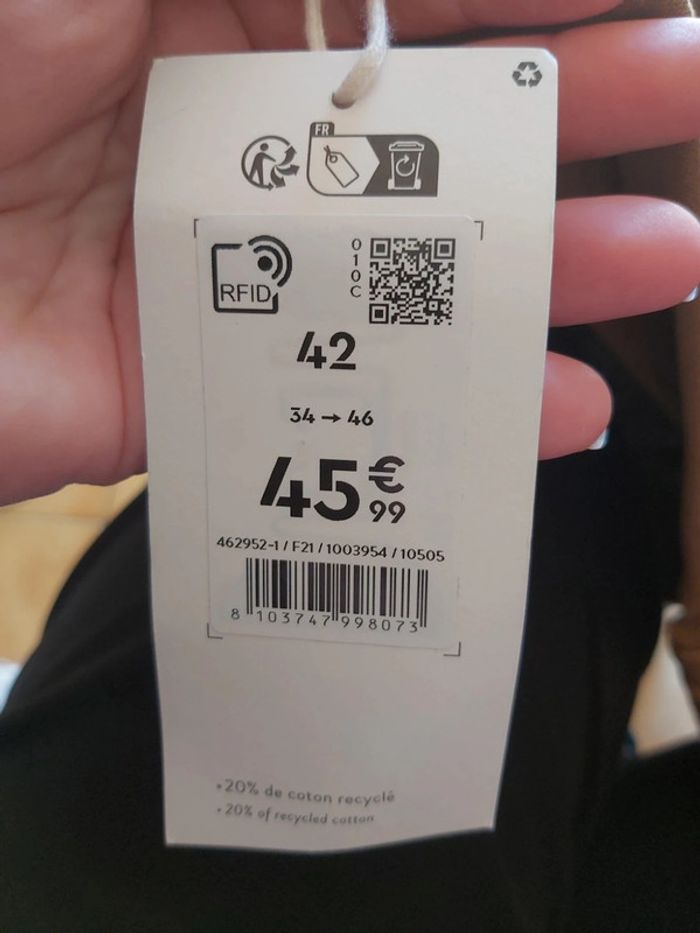 FR
RFID
010C
42
34 → 46
45€99
462952-1 / F21 / 1003954 / 10505
8 103747 998073
• 20% de coton recyclé
• 20% of recycled cotton